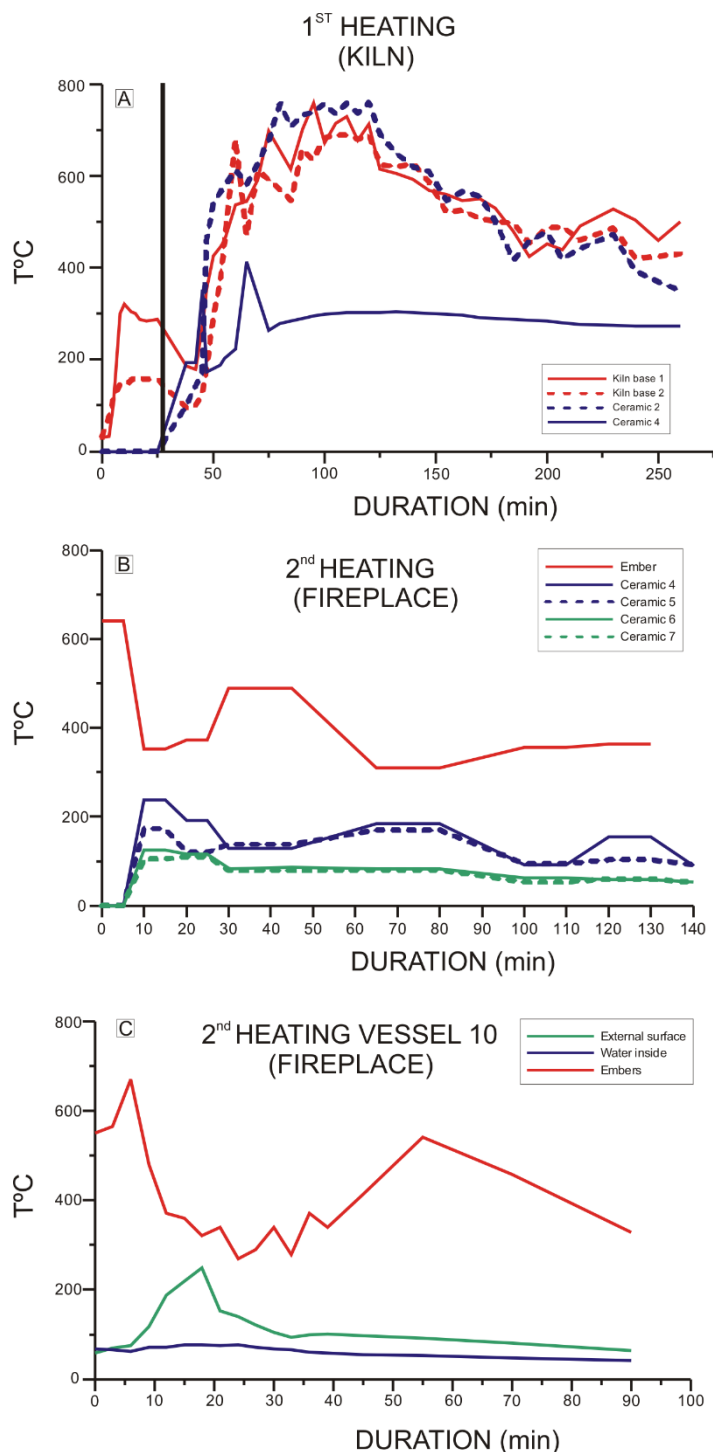 1ST HEATING
(KILN)
A
800
600
400
200
0
T°C
0 50 100 150 200 250
DURATION (min)
Kiln base 1
Kiln base 2
Ceramic 2
Ceramic 4
B
2nd HEATING
(FIREPLACE)
800
600
400
200
0
TºC
0 10 20 30 40 50 60 70 80 90 100 110 120 130 140
DURATION (min)
Ember
Ceramic 4
Ceramic 5
Ceramic 6
Ceramic 7
C
2nd HEATING VESSEL 10
(FIREPLACE)
800
600
400
200
0
TºC
0 10 20 30 40 50 60 70 80 90 100
DURATION (min)
External surface
Water inside
Embers